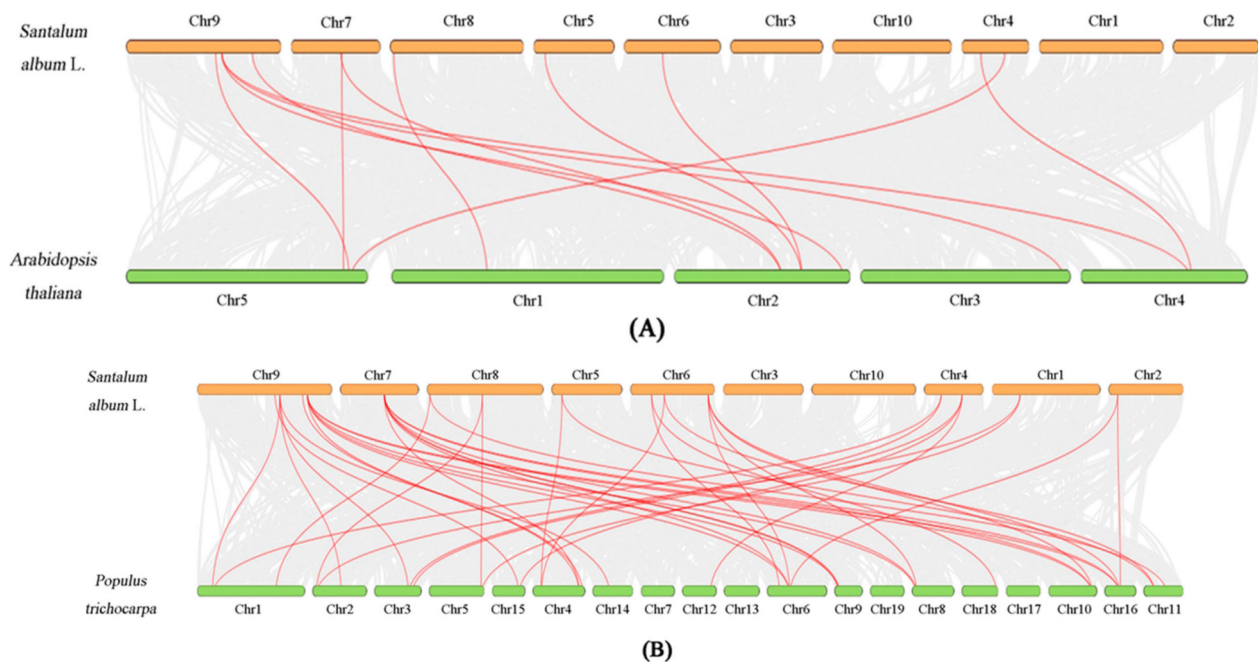 Santalum
album L.
Chr9 Chr7 Chr8 Chr5 Chr6 Chr3 Chr10 Chr4 Chr1 Chr2
Arabidopsis
thaliana
Chr5 Chr1 Chr2 Chr3 Chr4
(A)
Santalum
album L.
Chr9 Chr7 Chr8 Chr5 Chr6 Chr3 Chr10 Chr4 Chr1 Chr2
Populus
trichocarpa
Chr1 Chr2 Chr3 Chr5 Chr15 Chr4 Chr14 Chr7 Chr12 Chr13 Chr6 Chr9 Chr19 Chr8 Chr18 Chr17 Chr10 Chr16 Chr11
(B)